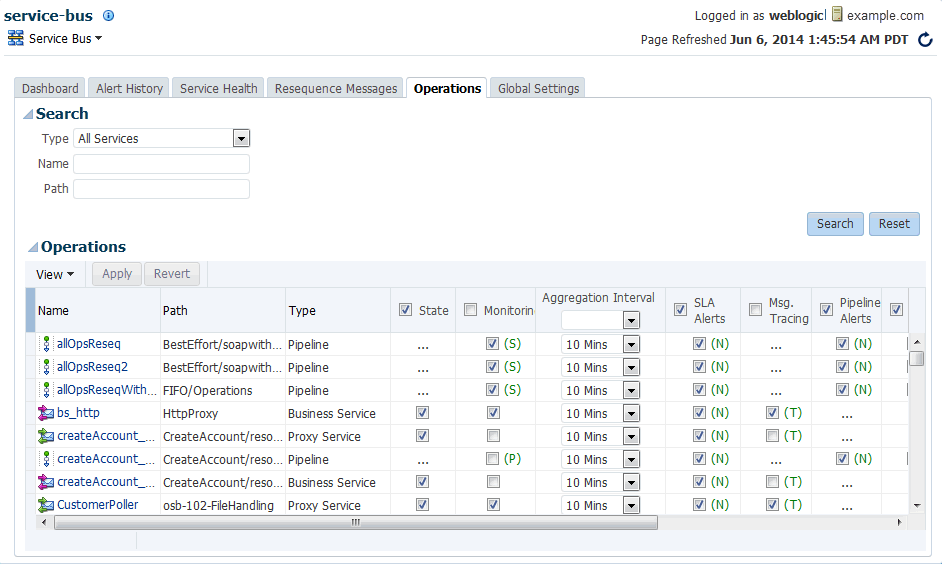 service-bus
Logged in as weblogic example.com
Service Bus
Page Refreshed Jun 6, 2014 1:45:54 AM PDT
Dashboard Alert History Service Health Resequence Messages Operations Global Settings
Search
Type All Services
Name
Path
Search Reset
Operations
View Apply Revert
Name Path Type State Monitorin Aggregation Interval SLA Alerts Msg. Tracing Pipeline Alerts
allOpsReseq BestEffort/soapwith... Pipeline ... (S) 10 Mins (N) ... (N)
allOpsReseq2 BestEffort/soapwith... Pipeline ... (S) 10 Mins (N) ... (N)
allOpsReseqWith... FIFO/Operations Pipeline ... (S) 10 Mins (N) ... (N)
bs_http HttpProxy Business Service 10 Mins (N) (T) ...
createAccount_... CreateAccount/reso... Proxy Service 10 Mins (N) (T) ...
createAccount_... CreateAccount/reso... Pipeline ... (P) 10 Mins (N) ... (N)
createAccount_... CreateAccount/reso... Business Service 10 Mins (N) (T) ...
CustomerPoller osb-102-FileHandling Proxy Service 10 Mins (N) (T) ...